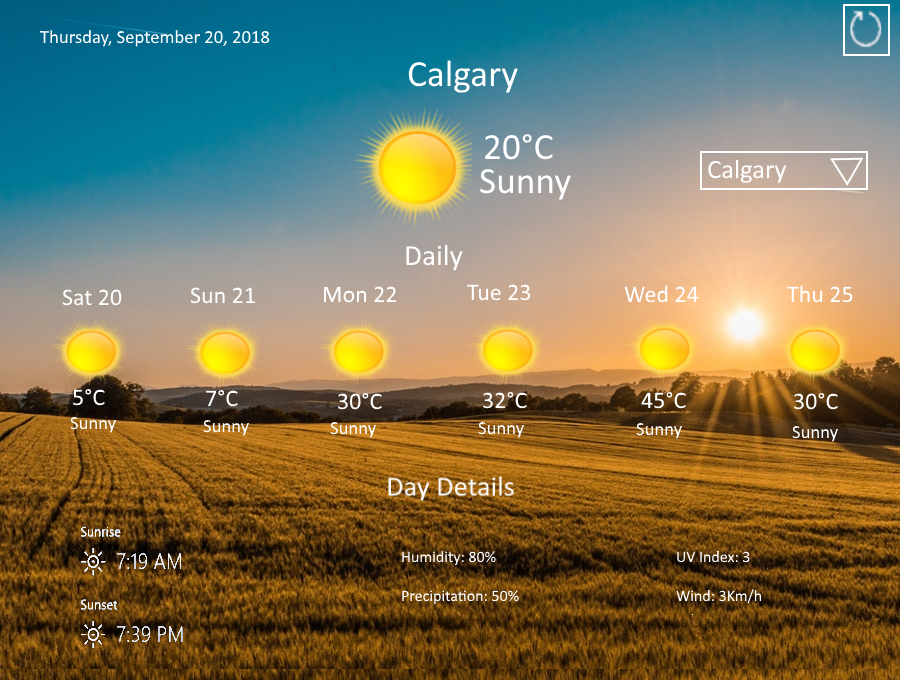 Thursday, September 20, 2018
Calgary
20°C
Sunny
Calgary
Daily
Sat 20 Sun 21 Mon 22 Tue 23 Wed 24 Thu 25
5°C 7°C 30°C 32°C 45°C 30°C
Sunny Sunny Sunny Sunny Sunny Sunny
Day Details
Sunrise
7:19 AM Humidity: 80% UV Index: 3
Precipitation: 50% Wind: 3Km/h
Sunset
7:39 PM